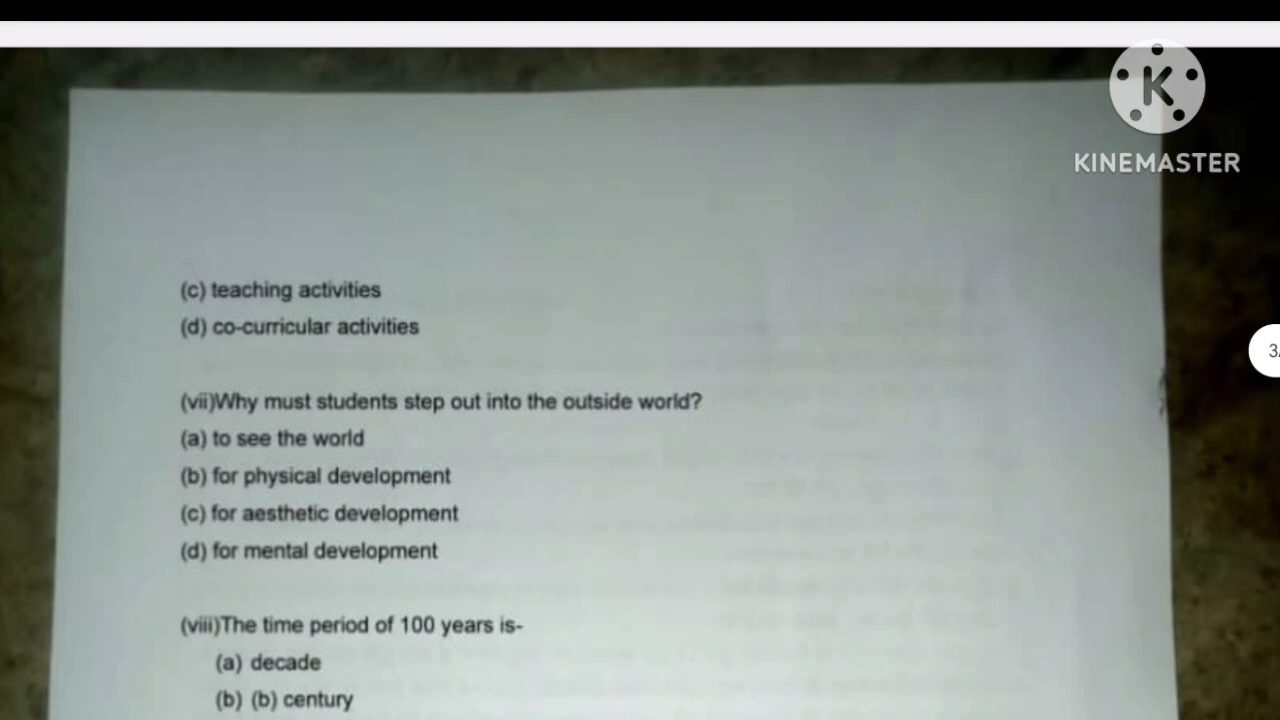 K
KINEMASTER
(c) teaching activities
(d) co-curricular activities
(vii)Why must students step out into the outside world?
(a) to see the world
(b) for physical development
(c) for aesthetic development
(d) for mental development
(viii)The time period of 100 years is-
(a) decade
(b) (b) century